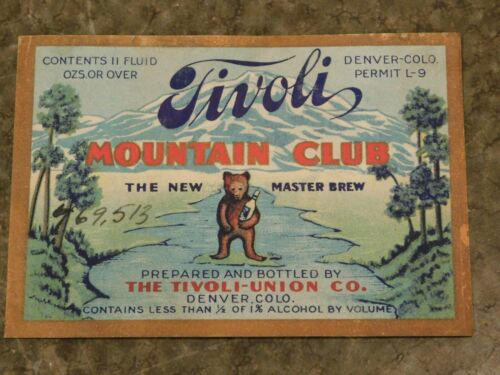 CONTENTS 11 FLUID
OZS. OR OVER
DENVER-COLO.
PERMIT L-9
Tivoli
MOUNTAIN CLUB
THE NEW MASTER BREW
469,513
PREPARED AND BOTTLED BY
THE TIVOLI-UNION CO.
DENVER, COLO.
CONTAINS LESS THAN ½ OF 1% ALCOHOL BY VOLUME